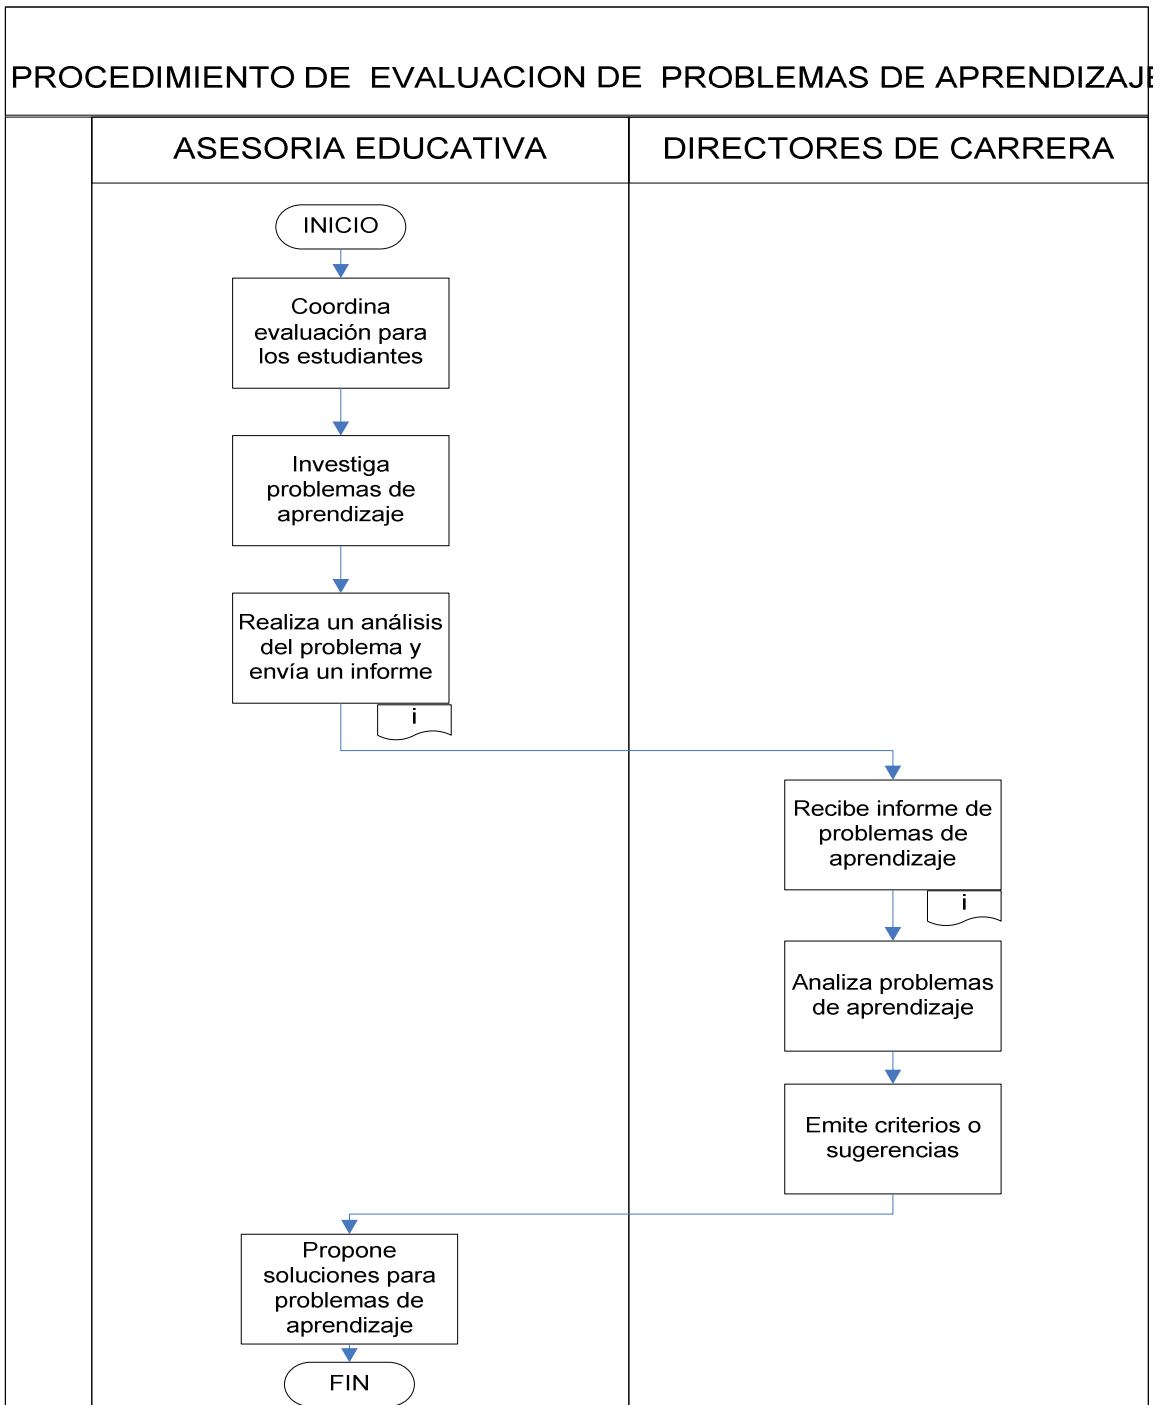 PROCEDIMIENTO DE EVALUACION DE PROBLEMAS DE APRENDIZAJE
ASESORIA EDUCATIVA
DIRECTORES DE CARRERA
INICIO
Coordina
evaluación para
los estudiantes
Investiga
problemas de
aprendizaje
Realiza un análisis
del problema y
envía un informe
i
Recibe informe de
problemas de
aprendizaje
i
Analiza problemas
de aprendizaje
Emite criterios o
sugerencias
Propone
soluciones para
problemas de
aprendizaje
FIN